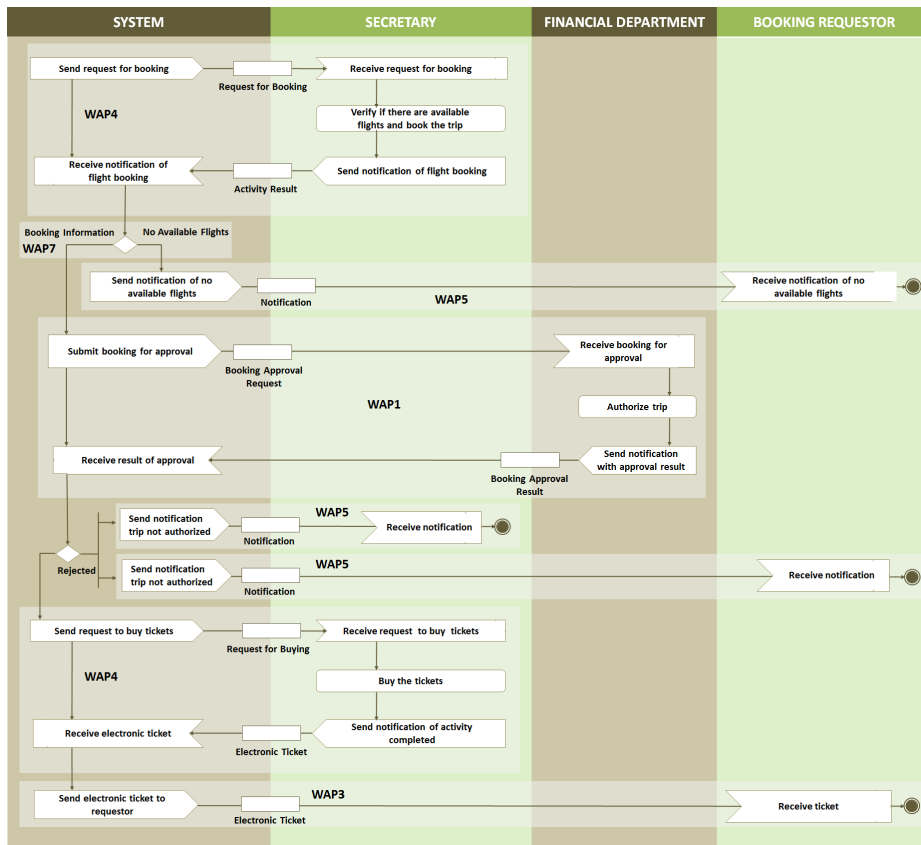 SYSTEM
SECRETARY
FINANCIAL DEPARTMENT
BOOKING REQUESTOR
Send request for booking
Request for Booking
Receive request for booking
WAP4
Verify if there are available
flights and book the trip
Receive notification of
flight booking
Activity Result
Send notification of flight booking
Booking Information
No Available Flights
WAP7
Send notification of no
available flights
Notification
WAP5
Receive notification of no
available flights
Submit booking for approval
Booking Approval
Request
Receive booking for
approval
WAP1
Authorize trip
Receive result of approval
Booking Approval
Result
Send notification
with approval result
Send notification
trip not authorized
Notification
WAP5
Receive notification
Rejected
Send notification
trip not authorized
Notification
WAP5
Receive notification
Send request to buy tickets
Request for Buying
Receive request to buy tickets
WAP4
Buy the tickets
Receive electronic ticket
Electronic Ticket
Send notification of activity
completed
Send electronic ticket to
requestor
Electronic Ticket
WAP3
Receive ticket